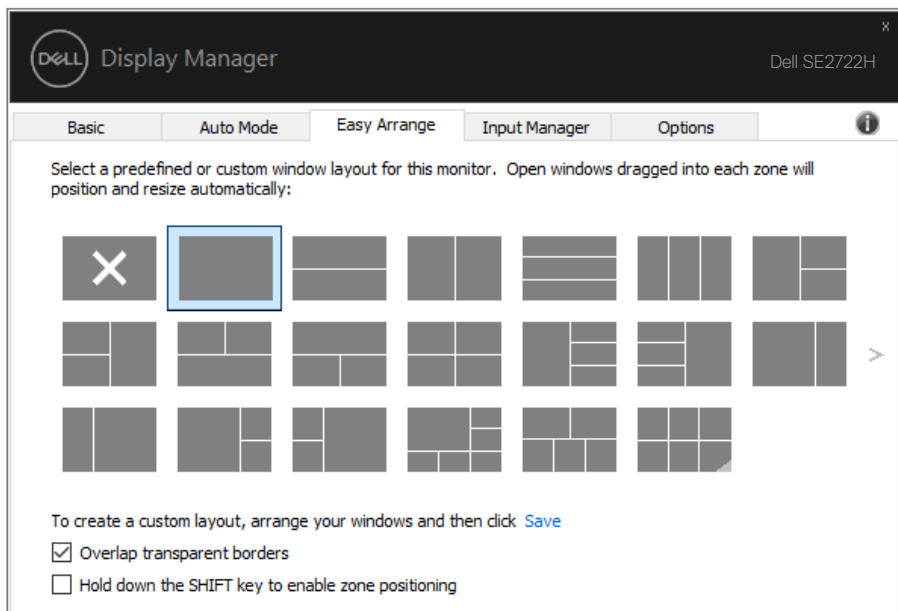 x
DELL Display Manager
Dell SE2722H
Basic Auto Mode Easy Arrange Input Manager Options
Select a predefined or custom window layout for this monitor. Open windows dragged into each zone will
position and resize automatically:
>
To create a custom layout, arrange your windows and then click Save
Overlap transparent borders
Hold down the SHIFT key to enable zone positioning